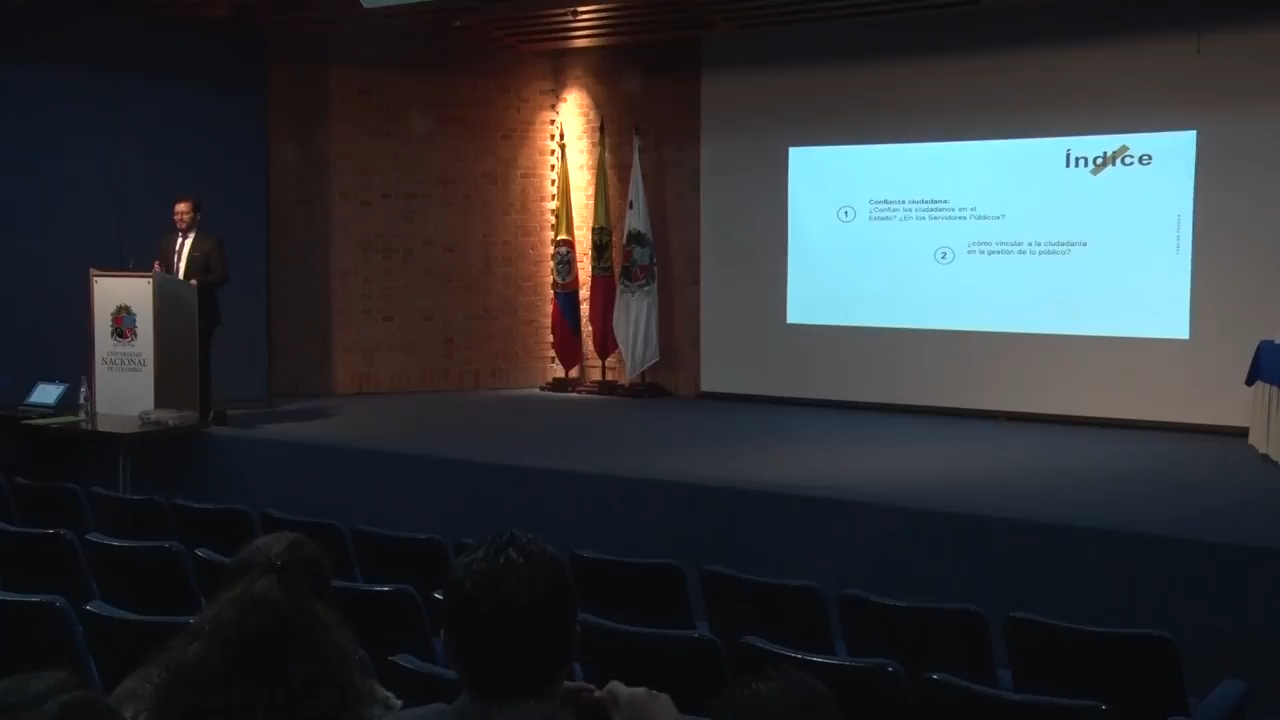 Índice
1
Confianza ciudadana:
¿Confían los ciudadanos en el
Estado? ¿En los Servidores Públicos?
2
¿cómo vincular a la ciudadanía
en la gestión de lo público?
UNIVERSIDAD
NACIONAL
DE COLOMBIA